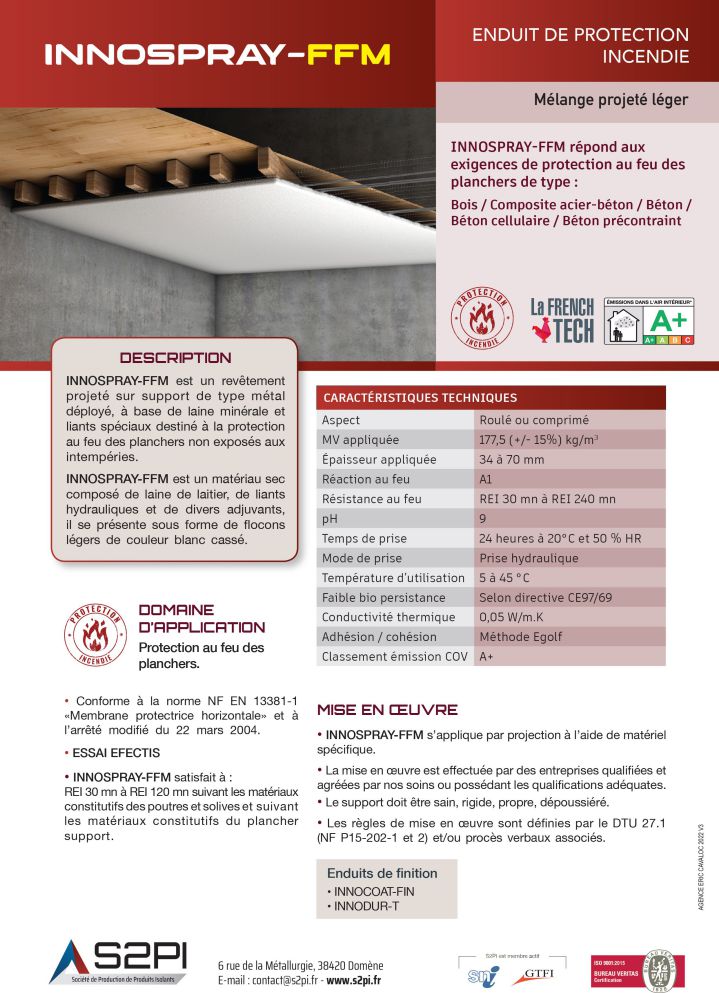 INNOSPRAY-FFM
ENDUIT DE PROTECTION
INCENDIE
Mélange projeté léger
INNOSPRAY-FFM répond aux
exigences de protection au feu des
planchers de type :
Bois / Composite acier-béton / Béton /
Béton cellulaire / Béton précontraint
PROTECTION
INCENDIE
La FRENCH
TECH
ÉMISSIONS DANS L'AIR INTÉRIEUR*
A+
A+ A B C
DESCRIPTION
INNOSPRAY-FFM est un revêtement
projeté sur support de type métal
déployé, à base de laine minérale et
liants spéciaux destiné à la protection
au feu des planchers non exposés aux
intempéries.
INNOSPRAY-FFM est un matériau sec
composé de laine de laitier, de liants
hydrauliques et de divers adjuvants,
il se présente sous forme de flocons
légers de couleur blanc cassé.
CARACTÉRISTIQUES TECHNIQUES
Aspect Roulé ou comprimé
MV appliquée 177,5 (+/- 15%) kg/m³
Épaisseur appliquée 34 à 70 mm
Réaction au feu A1
Résistance au feu REI 30 mn à REI 240 mn
pH 9
Temps de prise 24 heures à 20°C et 50 % HR
Mode de prise Prise hydraulique
Température d'utilisation 5 à 45 °C
Faible bio persistance Selon directive CE97/69
Conductivité thermique 0,05 W/m.K
Adhésion / cohésion Méthode Egolf
Classement émission COV A+
PROTECTION
INCENDIE
DOMAINE
D'APPLICATION
Protection au feu des
planchers.
• Conforme à la norme NF EN 13381-1
«Membrane protectrice horizontale» et à
l'arrêté modifié du 22 mars 2004.
• ESSAI EFECTIS
• INNOSPRAY-FFM satisfait à :
REI 30 mn à REI 120 mn suivant les matériaux
constitutifs des poutres et solives et suivant
les matériaux constitutifs du plancher
support.
MISE EN ŒUVRE
• INNOSPRAY-FFM s'applique par projection à l'aide de matériel
spécifique.
• La mise en œuvre est effectuée par des entreprises qualifiées et
agréées par nos soins ou possédant les qualifications adéquates.
• Le support doit être sain, rigide, propre, dépoussiéré.
• Les règles de mise en œuvre sont définies par le DTU 27.1
(NF P15-202-1 et 2) et/ou procès verbaux associés.
Enduits de finition
• INNOCOAT-FIN
• INNODUR-T
AGENCE ERIC CAVALOC 2022 V3
S2PI
Société de Production de Produits Isolants
6 rue de la Métallurgie, 38420 Domène
E-mail : contact@s2pi.fr - www.s2pi.fr
S2PI est membre actif
sni
GTFI
ISO 9001:2015
BUREAU VERITAS
Certification
BUREAU VERITAS
1828